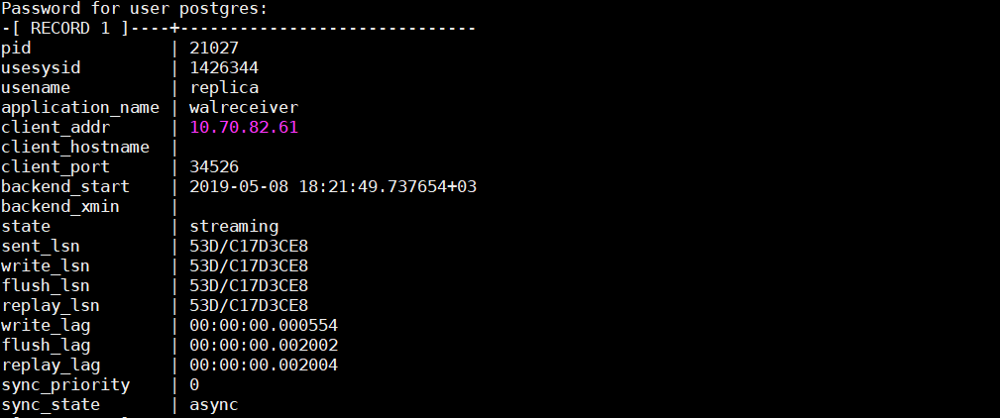 Password for user postgres:
-[ RECORD 1 ]----+------------------------------
pid              | 21027
usesysid         | 1426344
usename          | replica
application_name | walreceiver
client_addr      | 10.70.82.61
client_hostname  |
client_port      | 34526
backend_start    | 2019-05-08 18:21:49.737654+03
backend_xmin     |
state            | streaming
sent_lsn         | 53D/C17D3CE8
write_lsn        | 53D/C17D3CE8
flush_lsn        | 53D/C17D3CE8
replay_lsn       | 53D/C17D3CE8
write_lag        | 00:00:00.000554
flush_lag        | 00:00:00.002002
replay_lag       | 00:00:00.002004
sync_priority    | 0
sync_state       | async